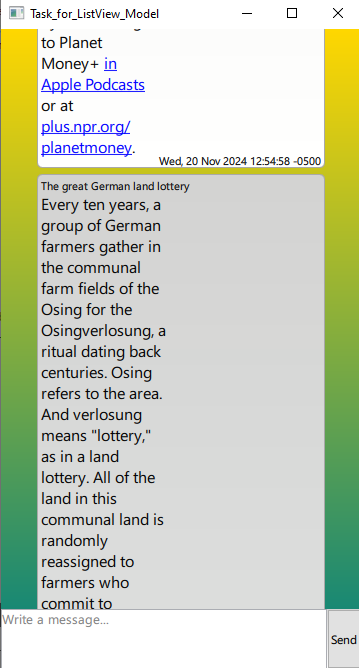 Task_for_ListView_Model
to Planet
Money+ in
Apple Podcasts
or at
plus.npr.org/
planetmoney.
Wed, 20 Nov 2024 12:54:58 -0500
The great German land lottery
Every ten years, a
group of German
farmers gather in
the communal
farm fields of the
Osing for the
Osingverlosung, a
ritual dating back
centuries. Osing
refers to the area.
And verlosung
means "lottery,"
as in a land
lottery. All of the
land in this
communal land is
randomly
reassigned to
farmers who
commit to
Write a message...
Send